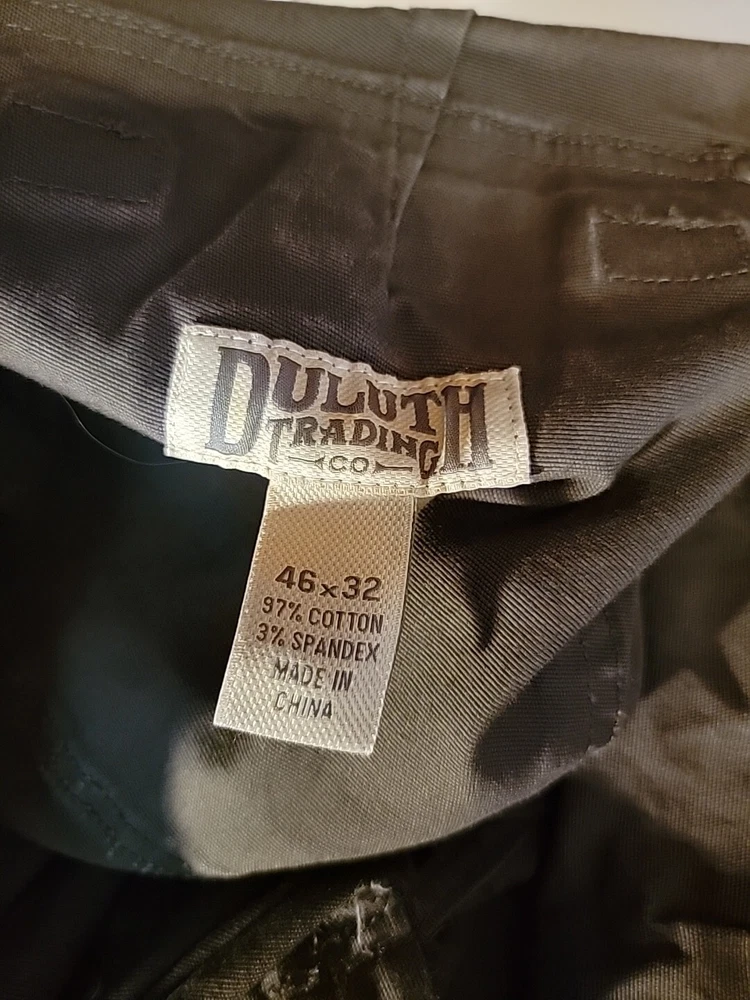 DULUTH
TRADING
CO
46x32
97% COTTON
3% SPANDEX
MADE IN
CHINA